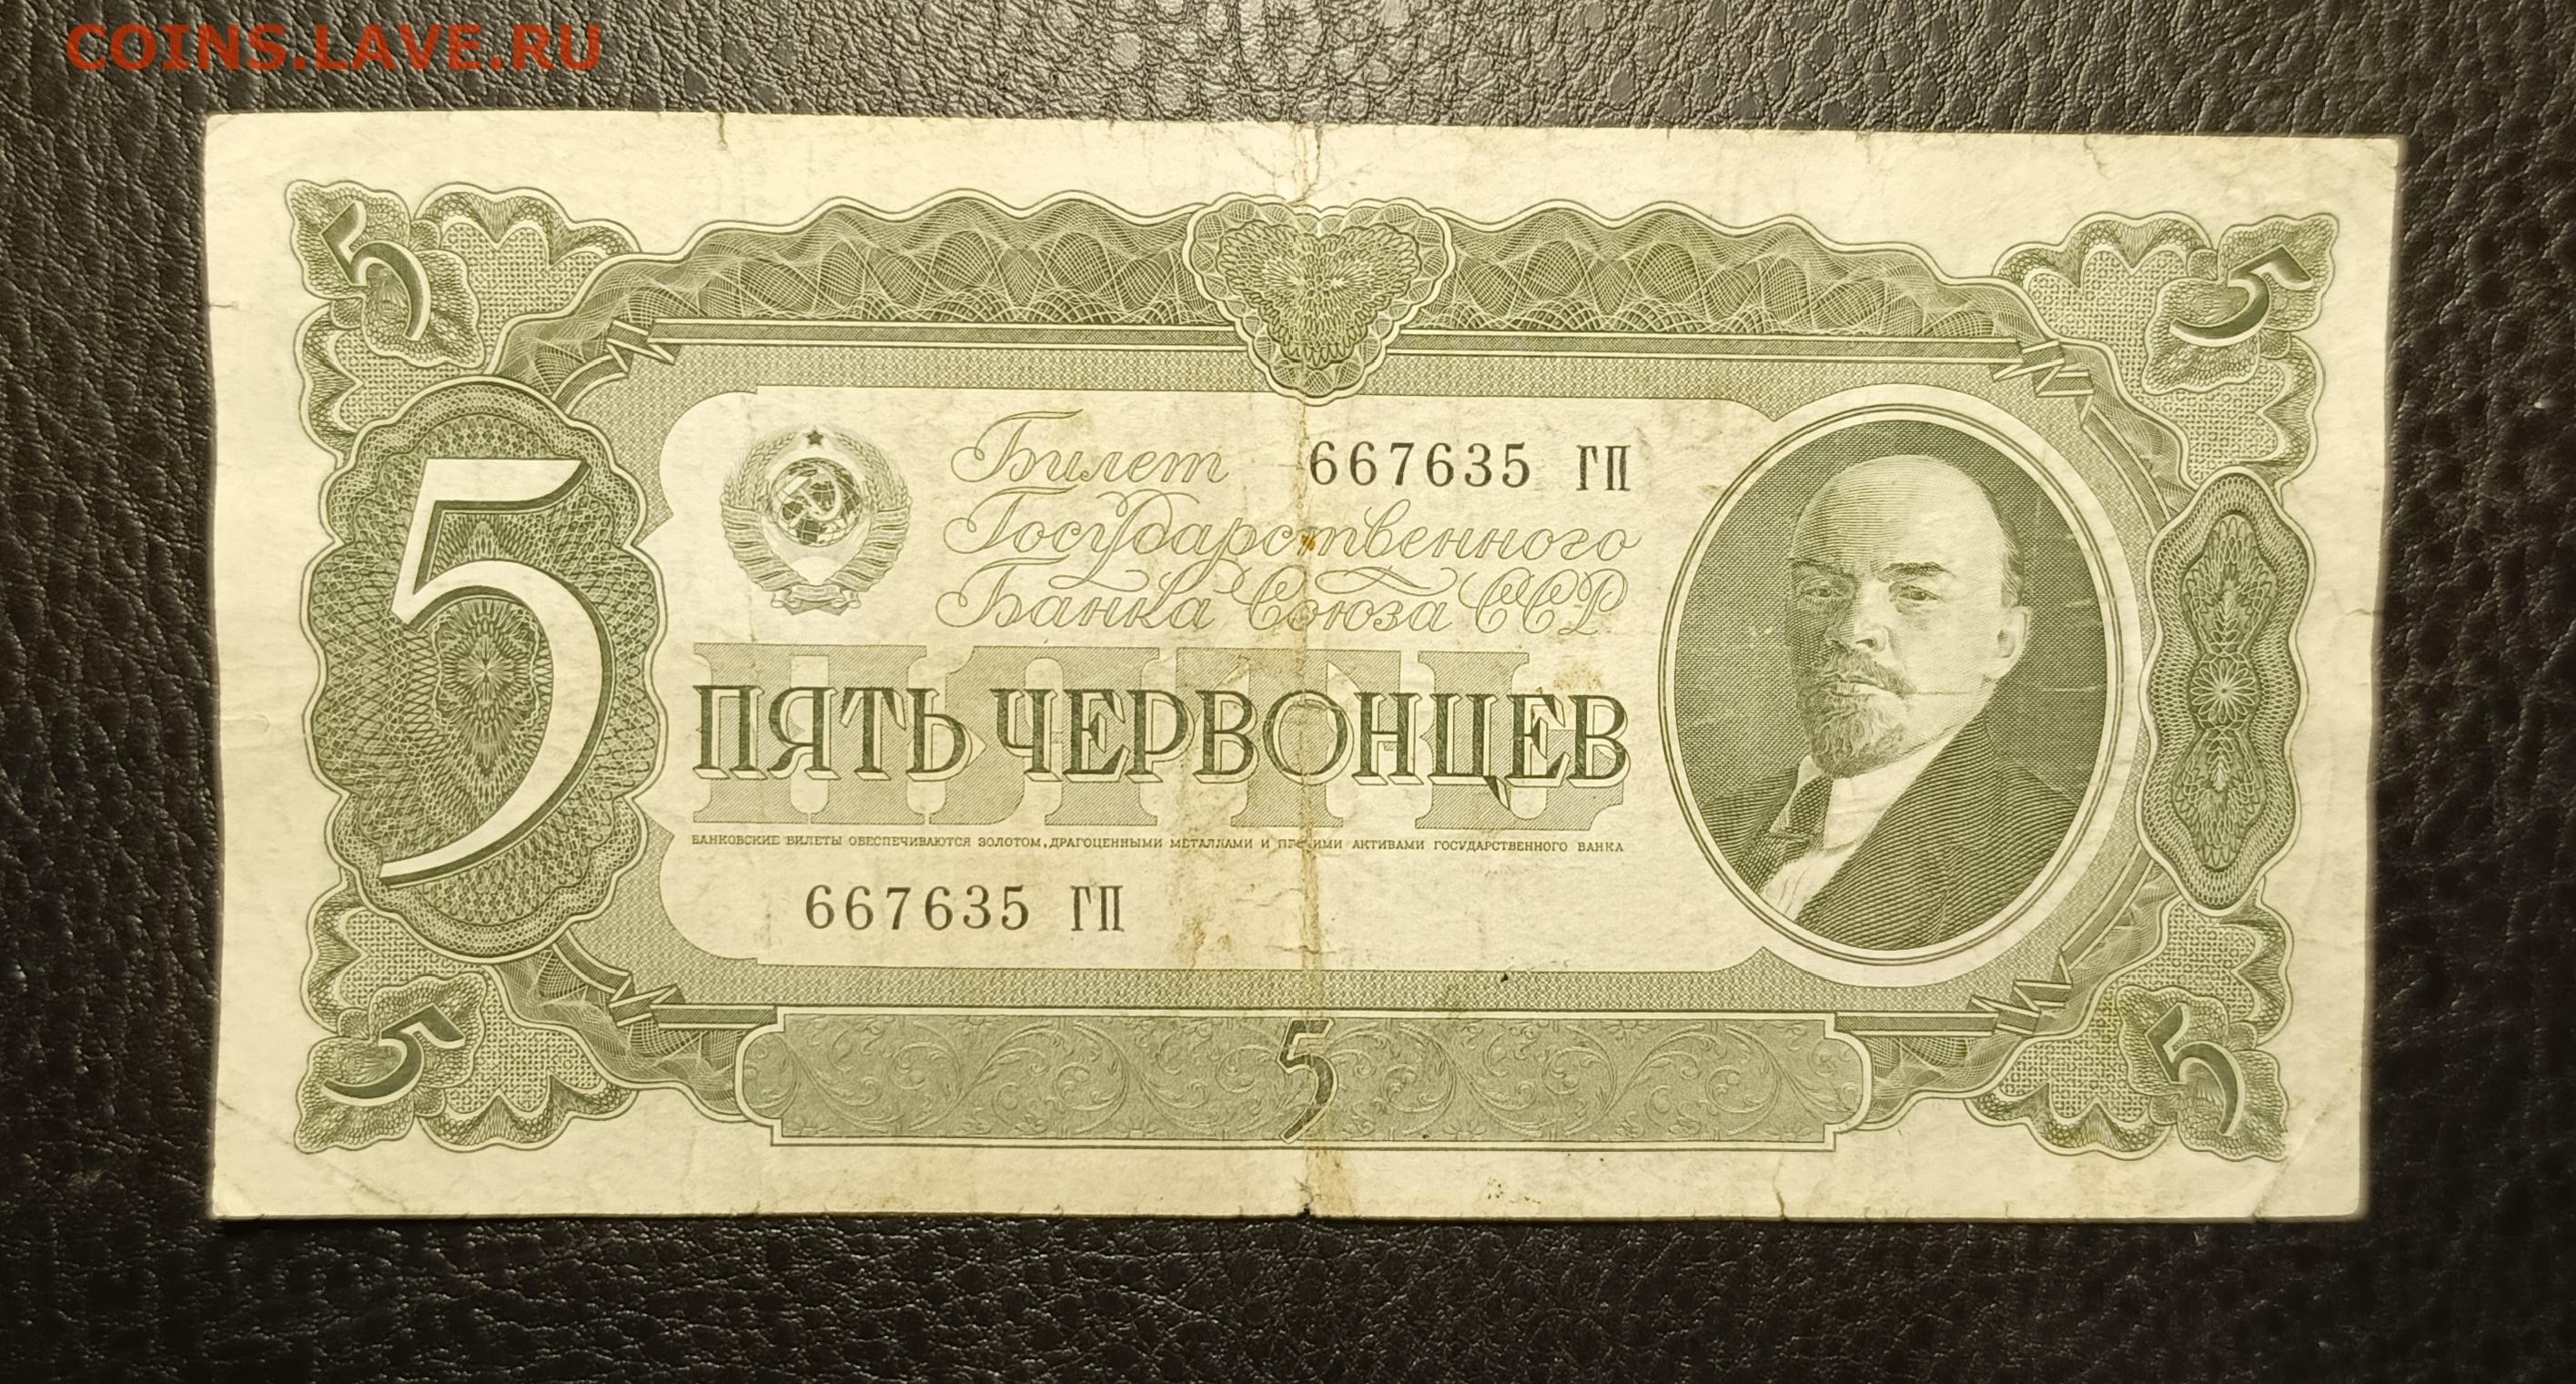 COINS.LAVE.RU
5
5
Билет 667635 ГП
Государственного
Банка Союза ССР
5
ПЯТЬ
ПЯТЬ ЧЕРВОНЦЕВ
БАНКОВСКИЕ БИЛЕТЫ ОБЕСПЕЧИВАЮТСЯ ЗОЛОТОМ, ДРАГОЦЕННЫМИ МЕТАЛЛАМИ И ПРОЧИМИ АКТИВАМИ ГОСУДАРСТВЕННОГО БАНКА
667635 ГП
5
5
5